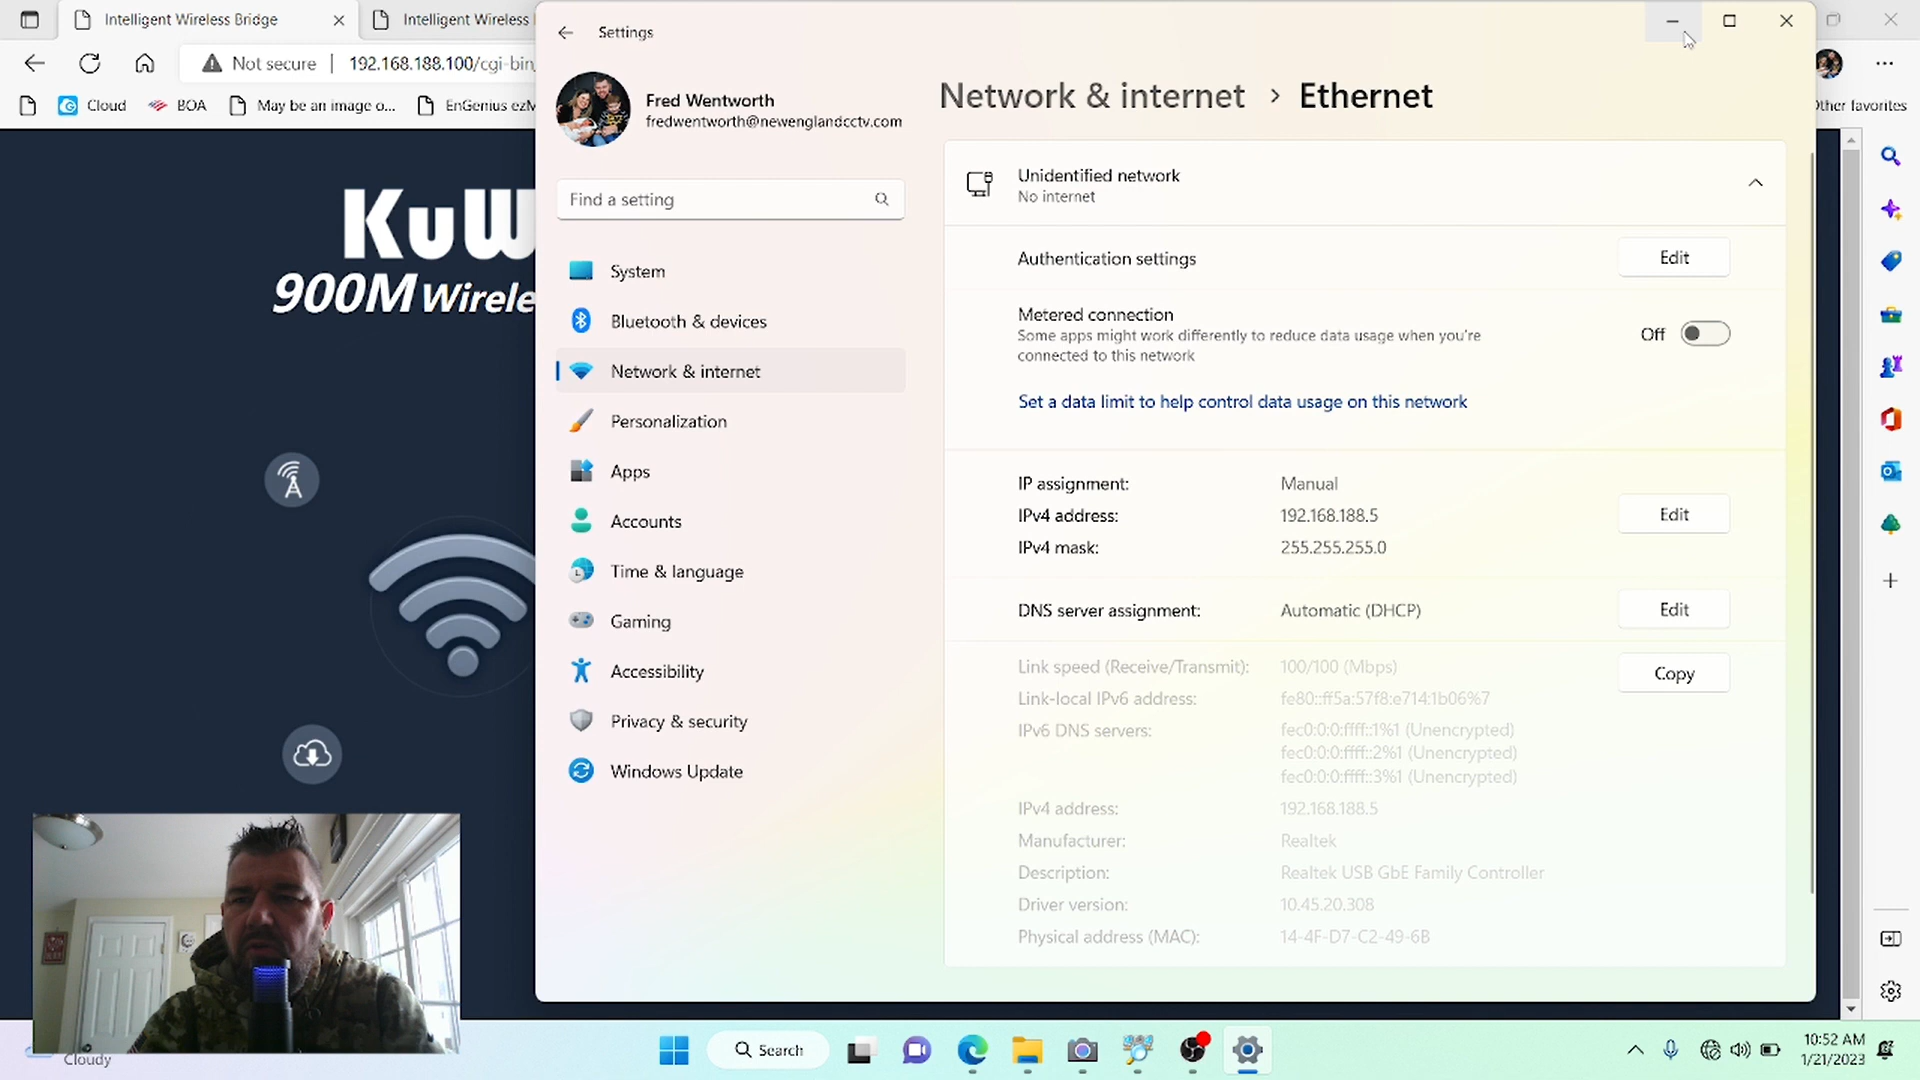 Intelligent Wireless Bridge
Intelligent Wireless
Not secure
192.168.188.100/cgi-bin
Cloud
BOA
May be an image o...
EnGenius
ther favorites
KuW
900M Wirele
Settings
Fred Wentworth
fredwentworth@newenglandcctv.com
Find a setting
System
Bluetooth & devices
Network & internet
Personalization
Apps
Accounts
Time & language
Gaming
Accessibility
Privacy & security
Windows Update
Network & internet > Ethernet
Unidentified network
No internet
Authentication settings
Edit
Metered connection
Some apps might work differently to reduce data usage when you're
connected to this network
Off
Set a data limit to help control data usage on this network
IP assignment: Manual
IPv4 address: 192.168.188.5
Edit
IPv4 mask: 255.255.255.0
DNS server assignment: Automatic (DHCP)
Edit
Link speed (Receive/Transmit): 100/100 (Mbps)
Copy
Link-local IPv6 address: fe80::ff5a:57f8:e714:1b06%7
IPv6 DNS servers: fec0:0:0:ffff::1%1 (Unencrypted)
fec0:0:0:ffff::2%1 (Unencrypted)
fec0:0:0:ffff::3%1 (Unencrypted)
IPv4 address: 192.168.188.5
Manufacturer: Realtek
Description: Realtek USB GbE Family Controller
Driver version: 10.45.20.308
Physical address (MAC): 14-4F-D7-C2-49-6B
Cloudy
Search
10:52 AM
1/21/2023